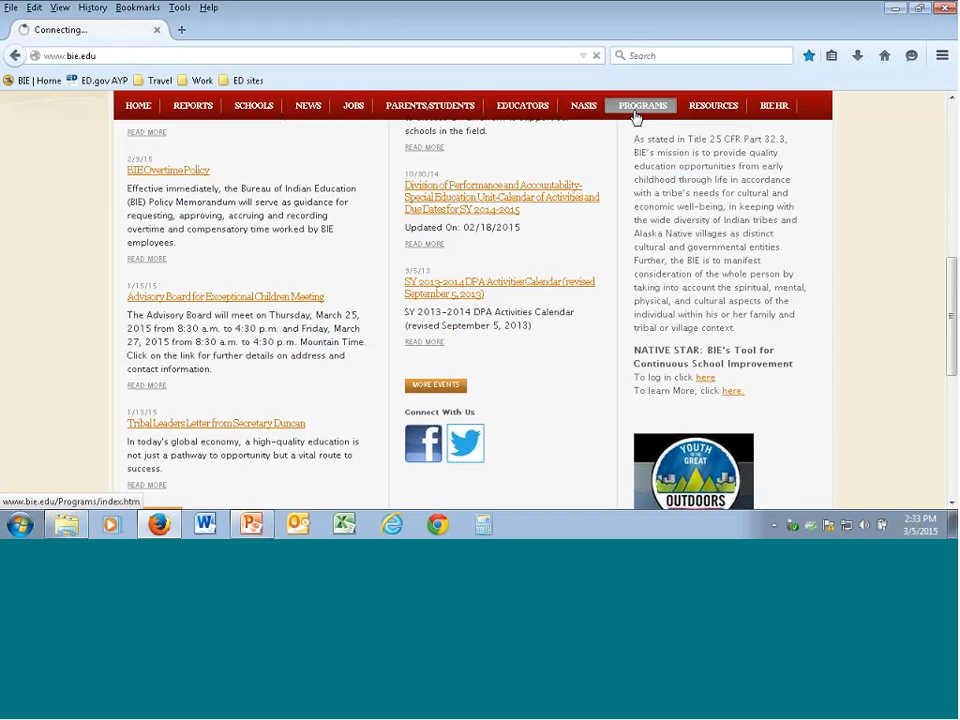 File Edit View History Bookmarks Tools Help
Connecting...
www.bie.edu
Search
BIE | Home ED.gov AYP Travel Work ED sites
HOME REPORTS SCHOOLS NEWS JOBS PARENTS/STUDENTS EDUCATORS NASIS PROGRAMS RESOURCES BIE HR
READ MORE
2/9/15
BIE Overtime Policy
Effective immediately, the Bureau of Indian Education
(BIE) Policy Memorandum will serve as guidance for
requesting, approving, accruing and recording
overtime and compensatory time worked by BIE
employees.
READ MORE
1/15/15
Advisory Board for Exceptional Children Meeting
The Advisory Board will meet on Thursday, March 25,
2015 from 8:30 a.m. to 4:30 p.m. and Friday, March
27, 2015 from 8:30 a.m. to 4:30 p.m. Mountain Time.
Click on the link for further details on address and
contact information.
READ MORE
1/13/15
Tribal Leaders Letter from Secretary Duncan
In today's global economy, a high-quality education is
not just a pathway to opportunity but a vital route to
success.
READ MORE
schools in the field.
READ MORE
10/30/14
Division of Performance and Accountability-
Special Education Unit-Calendar of Activities and
Due Dates for SY 2014-2015
Updated On: 02/18/2015
READ MORE
9/5/13
SY 2013-2014 DPA Activities Calendar (revised
September 5, 2013)
SY 2013-2014 DPA Activities Calendar
(revised September 5, 2013)
READ MORE
MORE EVENTS
Connect With Us
As stated in Title 25 CFR Part 32.3,
BIE's mission is to provide quality
education opportunities from early
childhood through life in accordance
with a tribe's needs for cultural and
economic well-being, in keeping with
the wide diversity of Indian tribes and
Alaska Native villages as distinct
cultural and governmental entities.
Further, the BIE is to manifest
consideration of the whole person by
taking into account the spiritual, mental,
physical, and cultural aspects of the
individual within his or her family and
tribal or village context.
NATIVE STAR: BIE's Tool for
Continuous School Improvement
To log in click here
To learn More, click here.
YOUTH
IN THE
GREAT
OUTDOORS
www.bie.edu/Programs/index.htm
2:33 PM
3/5/2015